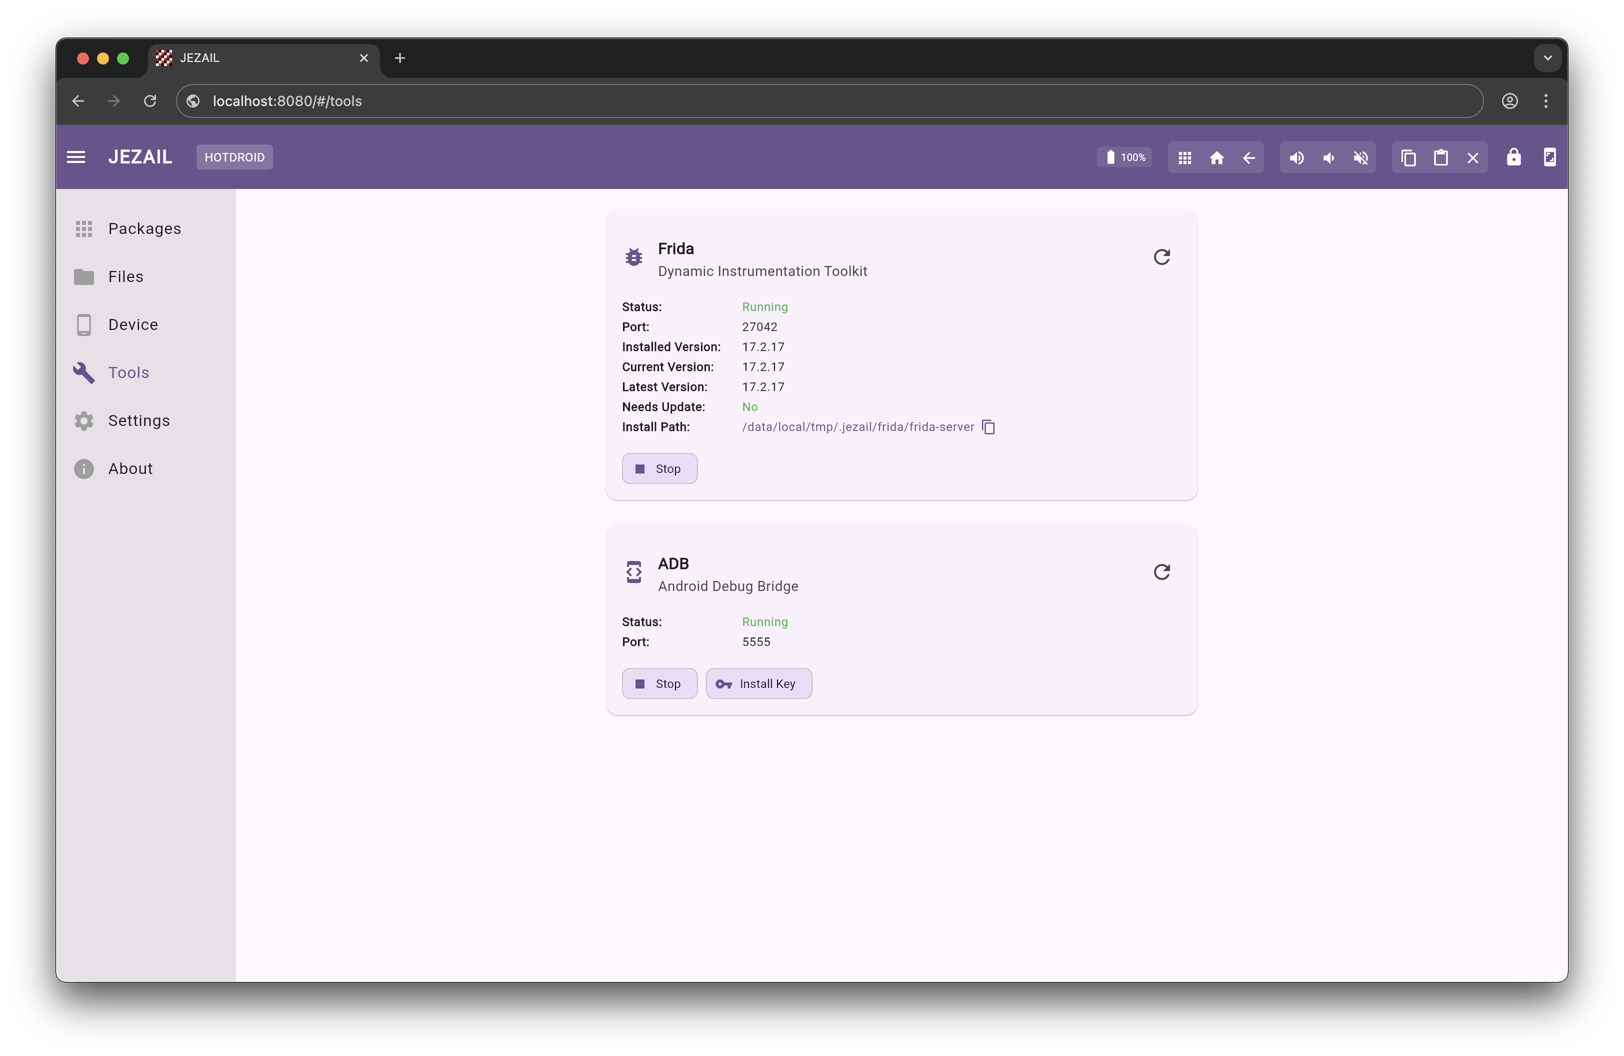 JEZAIL
localhost:8080/#/tools
JEZAIL HOTDROID 100%
Packages
Files
Device
Tools
Settings
About
Frida
Dynamic Instrumentation Toolkit
Status: Running
Port: 27042
Installed Version: 17.2.17
Current Version: 17.2.17
Latest Version: 17.2.17
Needs Update: No
Install Path: /data/local/tmp/.jezail/frida/frida-server
Stop
ADB
Android Debug Bridge
Status: Running
Port: 5555
Stop Install Key